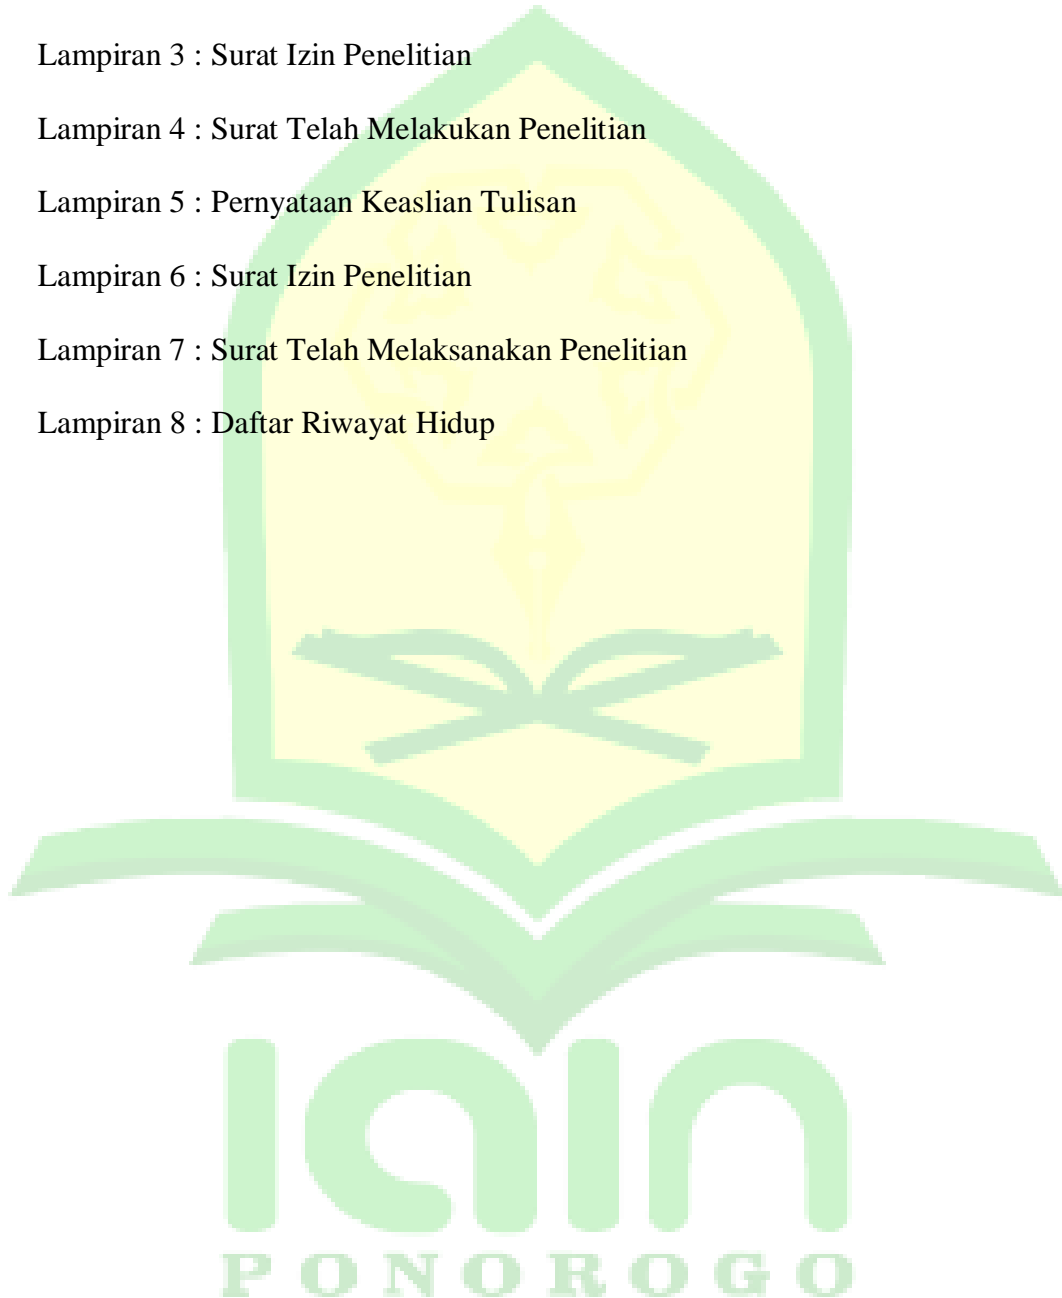 Lampiran 3 : Surat Izin Penelitian
Lampiran 4 : Surat Telah Melakukan Penelitian
Lampiran 5 : Pernyataan Keaslian Tulisan
Lampiran 6 : Surat Izin Penelitian
Lampiran 7 : Surat Telah Melaksanakan Penelitian
Lampiran 8 : Daftar Riwayat Hidup
iain
PONOROGO